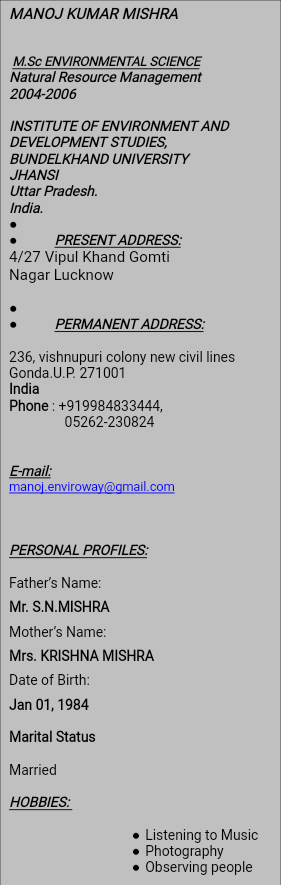 MANOJ KUMAR MISHRA
M.Sc ENVIRONMENTAL SCIENCE
Natural Resource Management
2004-2006
INSTITUTE OF ENVIRONMENT AND
DEVELOPMENT STUDIES,
BUNDELKHAND UNIVERSITY
JHANSI
Uttar Pradesh.
India.
●
● PRESENT ADDRESS:
4/27 Vipul Khand Gomti
Nagar Lucknow
●
● PERMANENT ADDRESS:
236, vishnupuri colony new civil lines
Gonda.U.P. 271001
India
Phone : +919984833444,
05262-230824
E-mail:
manoj.enviroway@gmail.com
PERSONAL PROFILES:
Father’s Name:
Mr. S.N.MISHRA
Mother’s Name:
Mrs. KRISHNA MISHRA
Date of Birth:
Jan 01, 1984
Marital Status
Married
HOBBIES:
● Listening to Music
● Photography
● Observing people